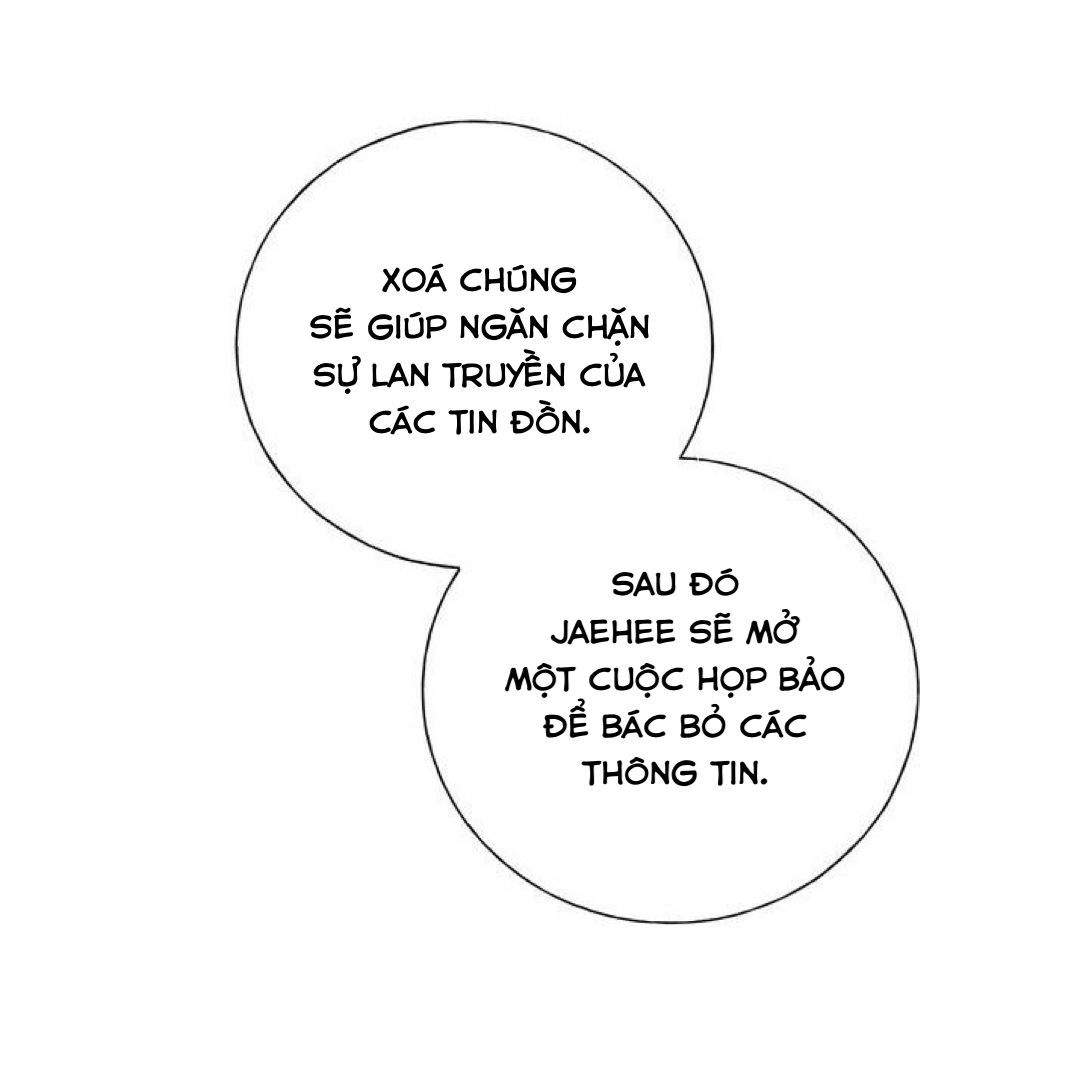 XOÁ CHÚNG
SẼ GIÚP NGĂN CHẶN
SỰ LAN TRUYỀN CỦA
CÁC TIN ĐỒN.
SAU ĐÓ
JAEHEE SẼ MỞ
MỘT CUỘC HỌP BẢO
ĐỂ BÁC BỎ CÁC
THÔNG TIN.